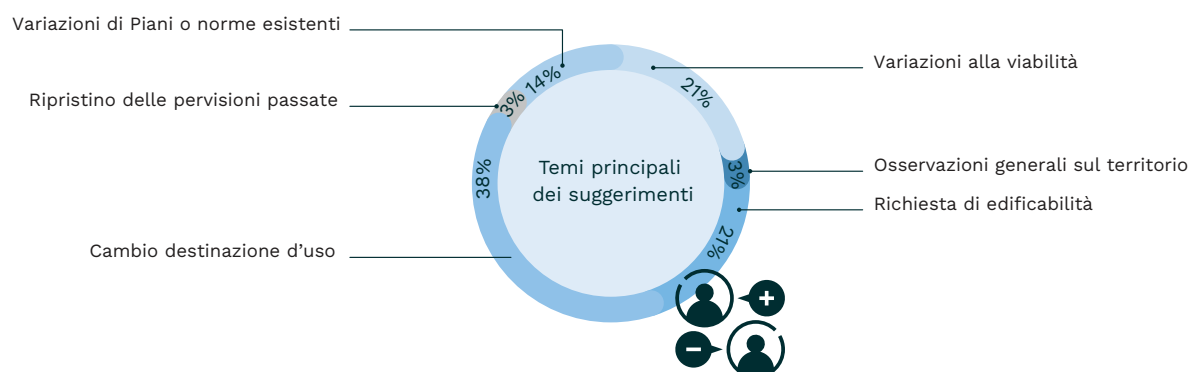 Variazioni di Piani o norme esistenti
Variazioni alla viabilità
14%
21%
Ripristino delle pervisioni passate
3%
38%
Temi principali
dei suggerimenti
3%
Osservazioni generali sul territorio
Richiesta di edificabilità
21%
Cambio destinazione d'uso